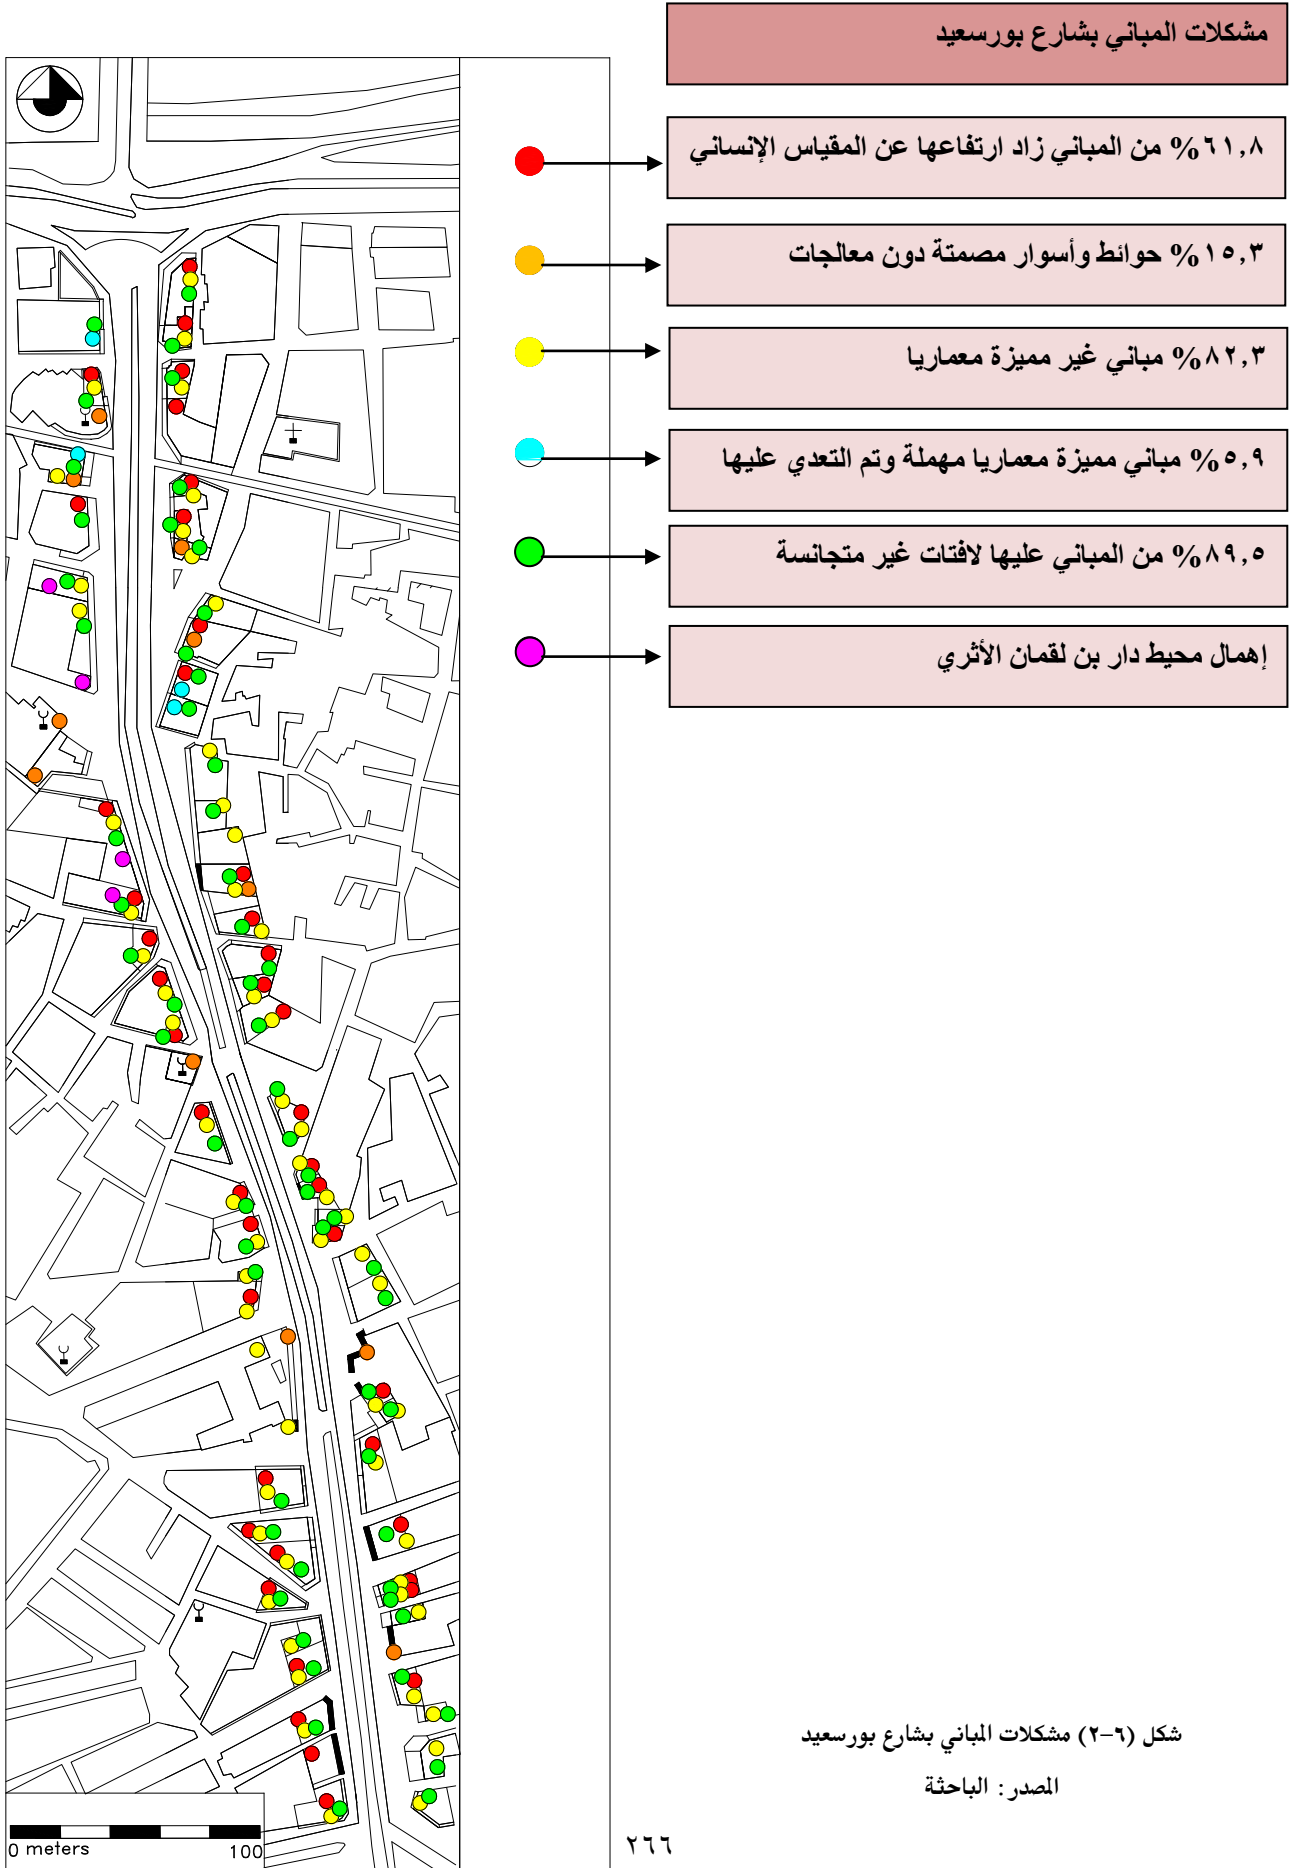 مشكلات المباني بشارع بورسعيد
٦١,٨% من المباني زاد ارتفاعها عن المقياس الإنساني
١٥,٣% حوائط وأسوار مصمتة دون معالجات
٨٢,٣% مباني غير مميزة معماريا
٥,٩% مباني مميزة معماريا مهملة وتم التعدي عليها
٨٩,٥% من المباني عليها لافتات غير متجانسة
إهمال محيط دار بن لقمان الأثري
شكل (٦-٢) مشكلات المباني بشارع بورسعيد
المصدر: الباحثة
0 meters 100
٢٦٦